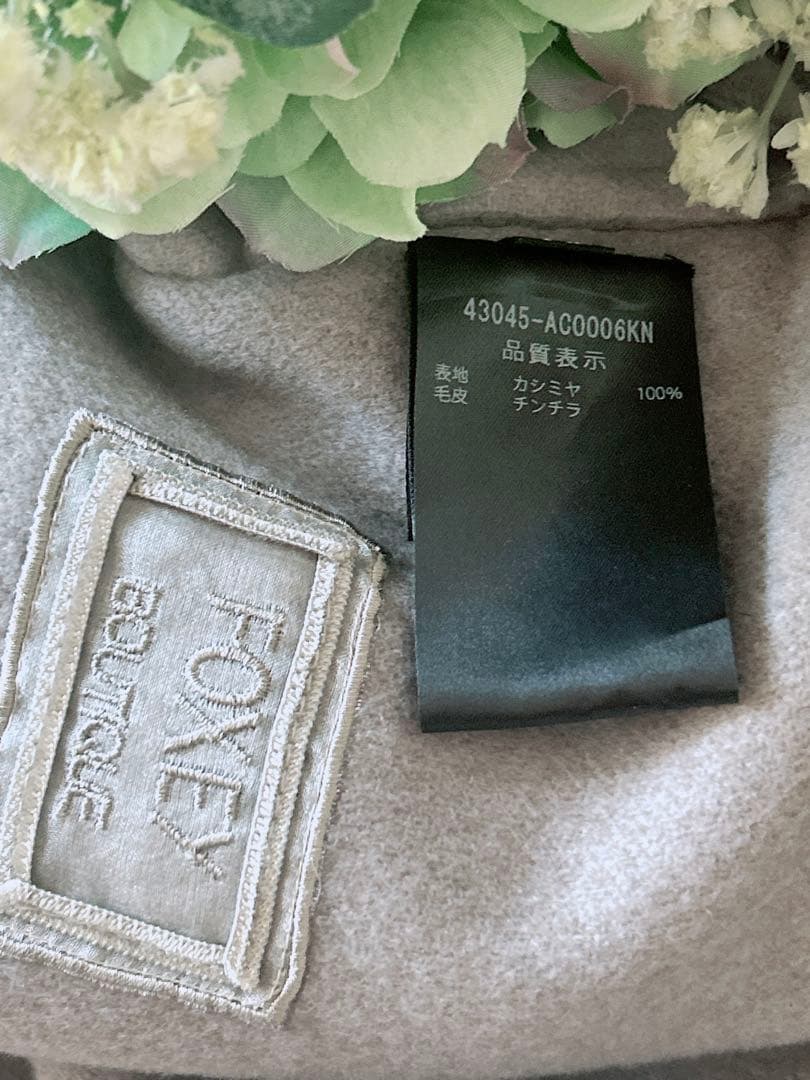 43045-AC0006KN
品質表示
表地 カシミヤ 100%
毛皮 チンチラ
FOXEY
BOUTIQUE